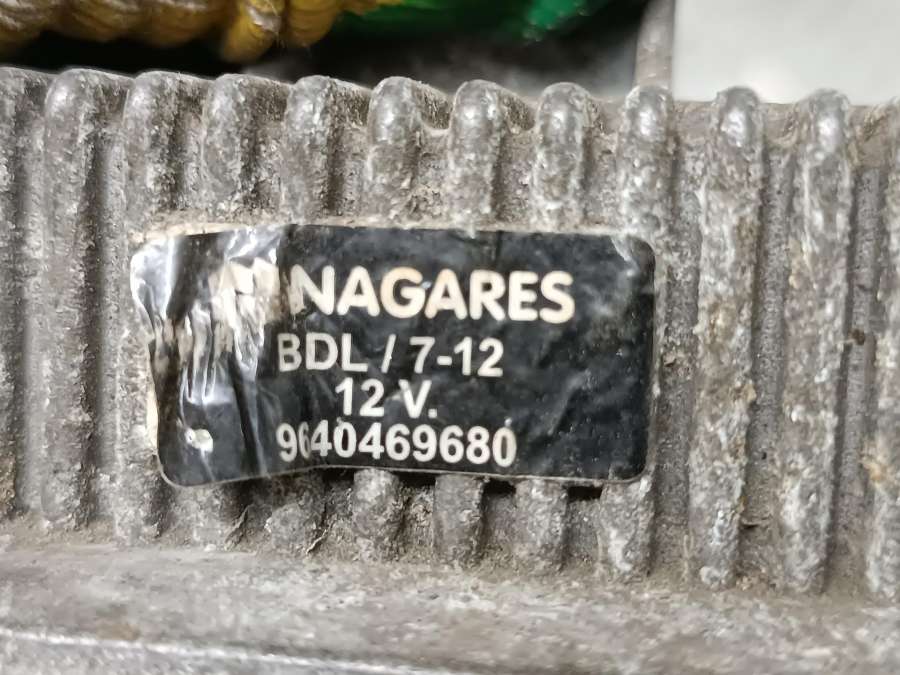 NAGARES
BDL / 7-12
12 V.
9640469680